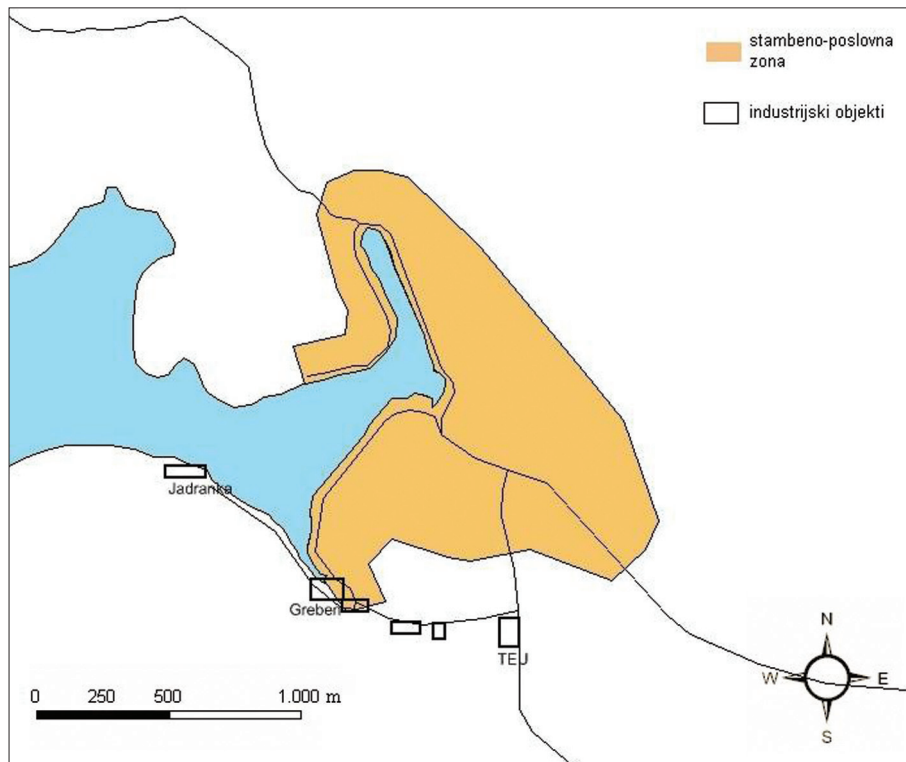 stambeno-poslovna
zona
industrijski objekti
Jadranka
Greben
TEJ
0 250 500 1.000 m
N
W E
S